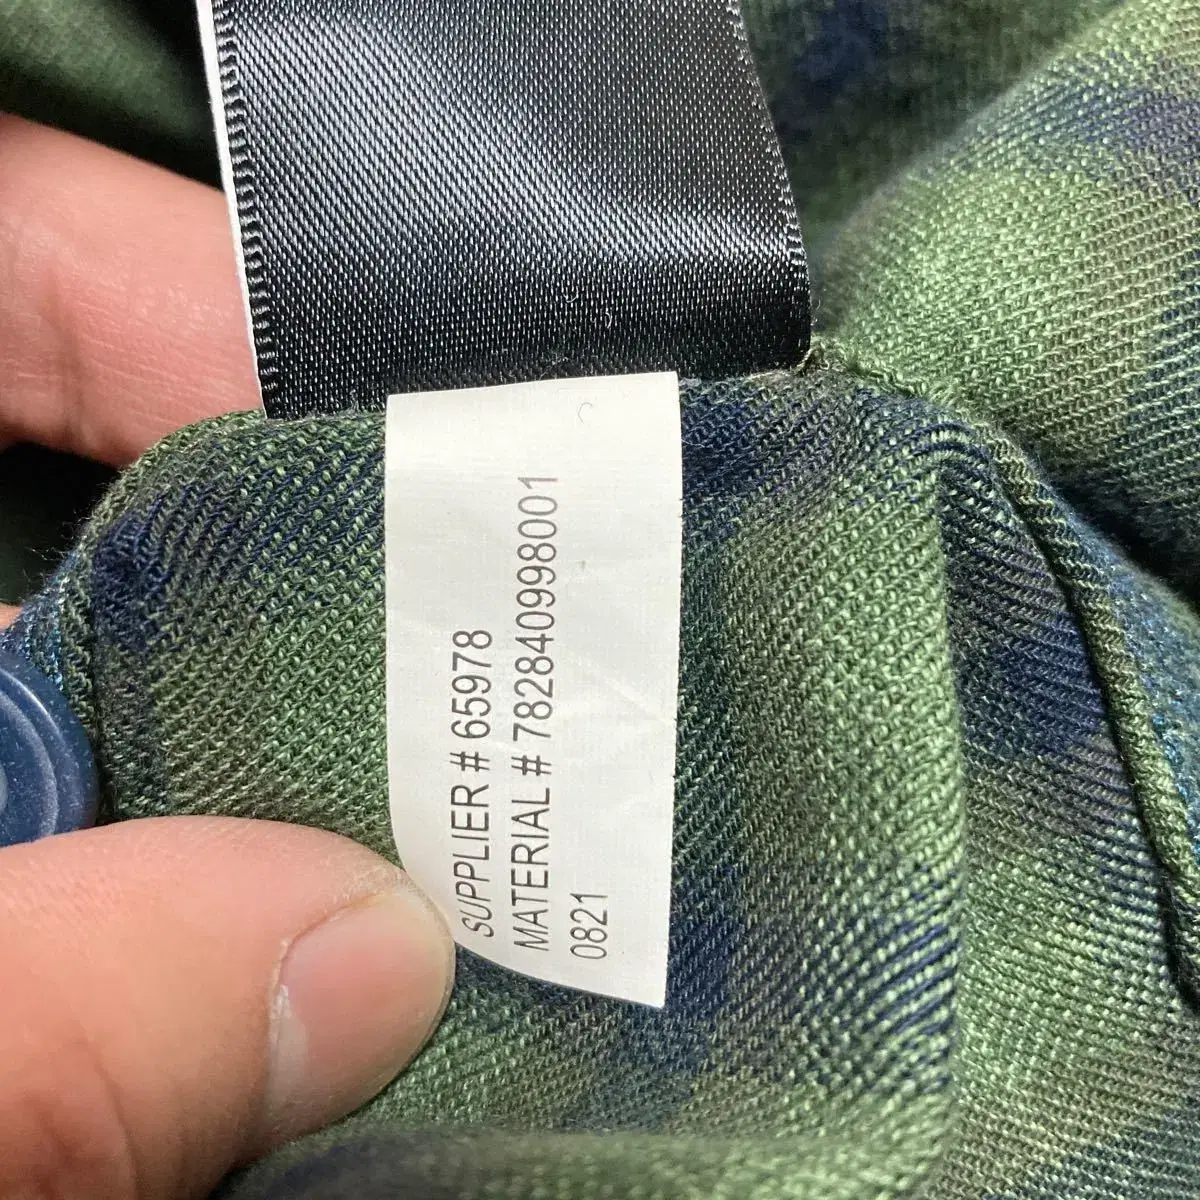 SUPPLIER # 65978
MATERIAL # 782840998001
0821